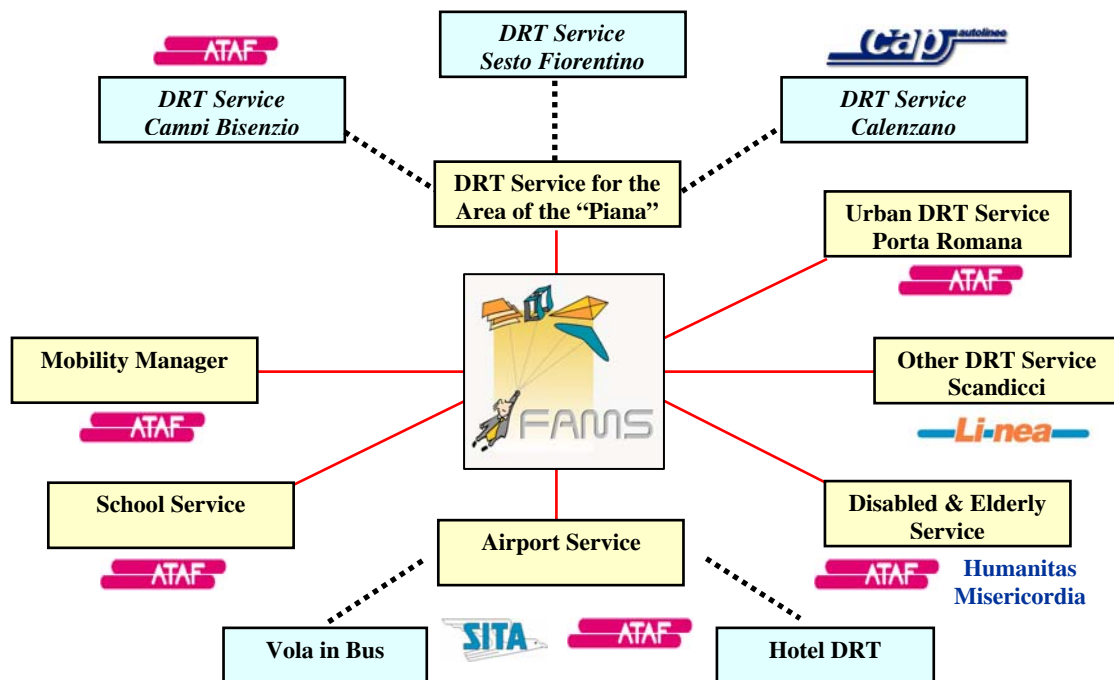 ATAF
DRT Service
Sesto Fiorentino
cap autolinee
DRT Service
Campi Bisenzio
DRT Service
Calenzano
DRT Service for the
Area of the “Piana”
Urban DRT Service
Porta Romana
ATAF
FAMS
Mobility Manager
ATAF
Other DRT Service
Scandicci
Li-nea
School Service
ATAF
Airport Service
Disabled & Elderly
Service
ATAF
Humanitas
Misericordia
Vola in Bus
SITA
ATAF
Hotel DRT